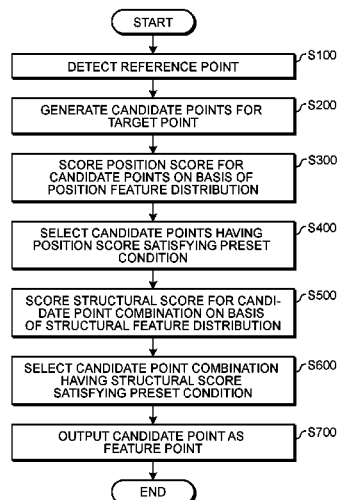 START
S100
DETECT REFERENCE POINT
S200
GENERATE CANDIDATE POINTS FOR
TARGET POINT
S300
SCORE POSITION SCORE FOR
CANDIDATE POINTS ON BASIS OF
POSITION FEATURE DISTRIBUTION
S400
SELECT CANDIDATE POINTS HAVING
POSITION SCORE SATISFYING PRESET
CONDITION
S500
SCORE STRUCTURAL SCORE FOR CANDI-
DATE POINT COMBINATION ON BASIS
OF STRUCTURAL FEATURE DISTRIBUTION
S600
SELECT CANDIDATE POINT COMBINATION
HAVING STRUCTURAL SCORE
SATISFYING PRESET CONDITION
S700
OUTPUT CANDIDATE POINT AS
FEATURE POINT
END